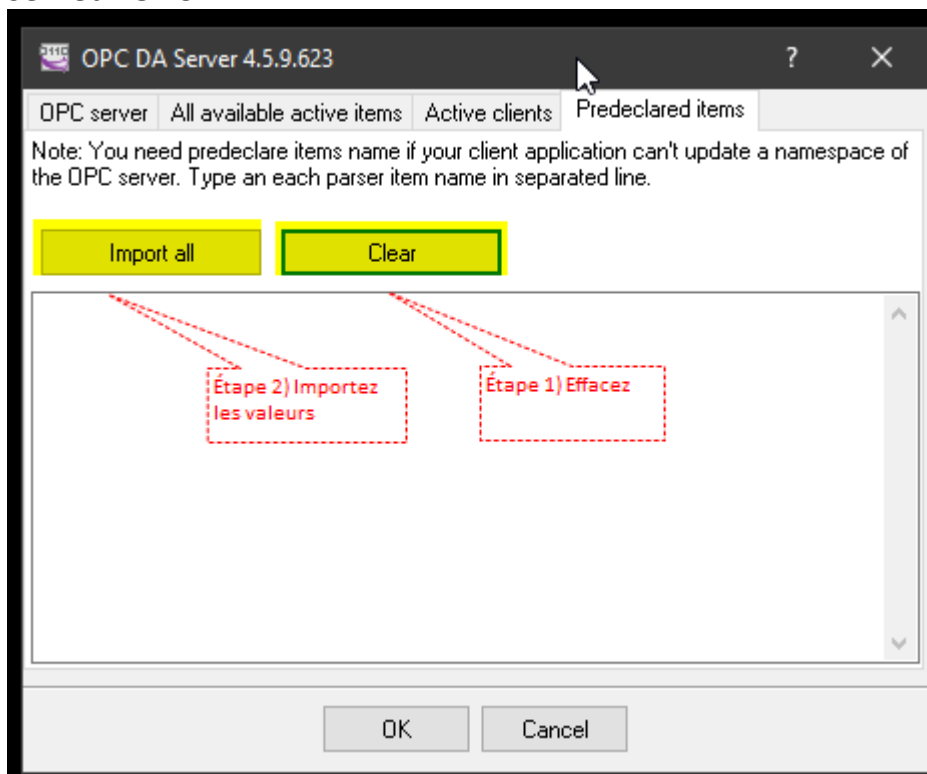 OPC DA Server 4.5.9.623
?
OPC server All available active items Active clients Predeclared items
Note: You need predeclare items name if your client application can't update a namespace of
the OPC server. Type an each parser item name in separated line.
Import all Clear
Étape 2) Importez
les valeurs
Étape 1) Effacez
OK Cancel